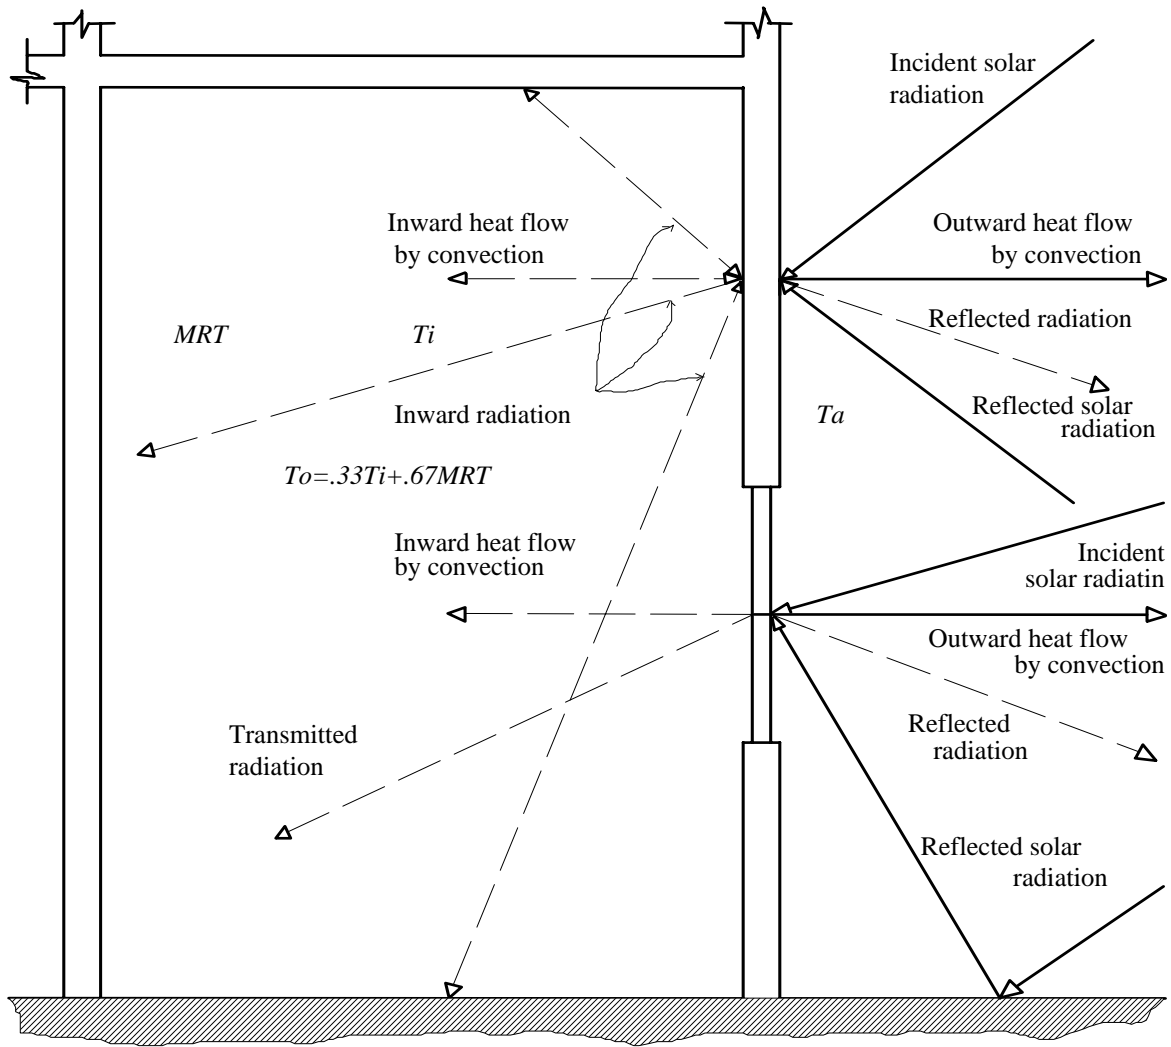 Incident solar
radiation
Inward heat flow
by convection
Outward heat flow
by convection
MRT
Ti
Reflected radiation
Inward radiation
Ta
Reflected solar
radiation
To=.33Ti+.67MRT
Inward heat flow
by convection
Incident
solar radiatin
Outward heat flow
by convection
Transmitted
radiation
Reflected
radiation
Reflected solar
radiation